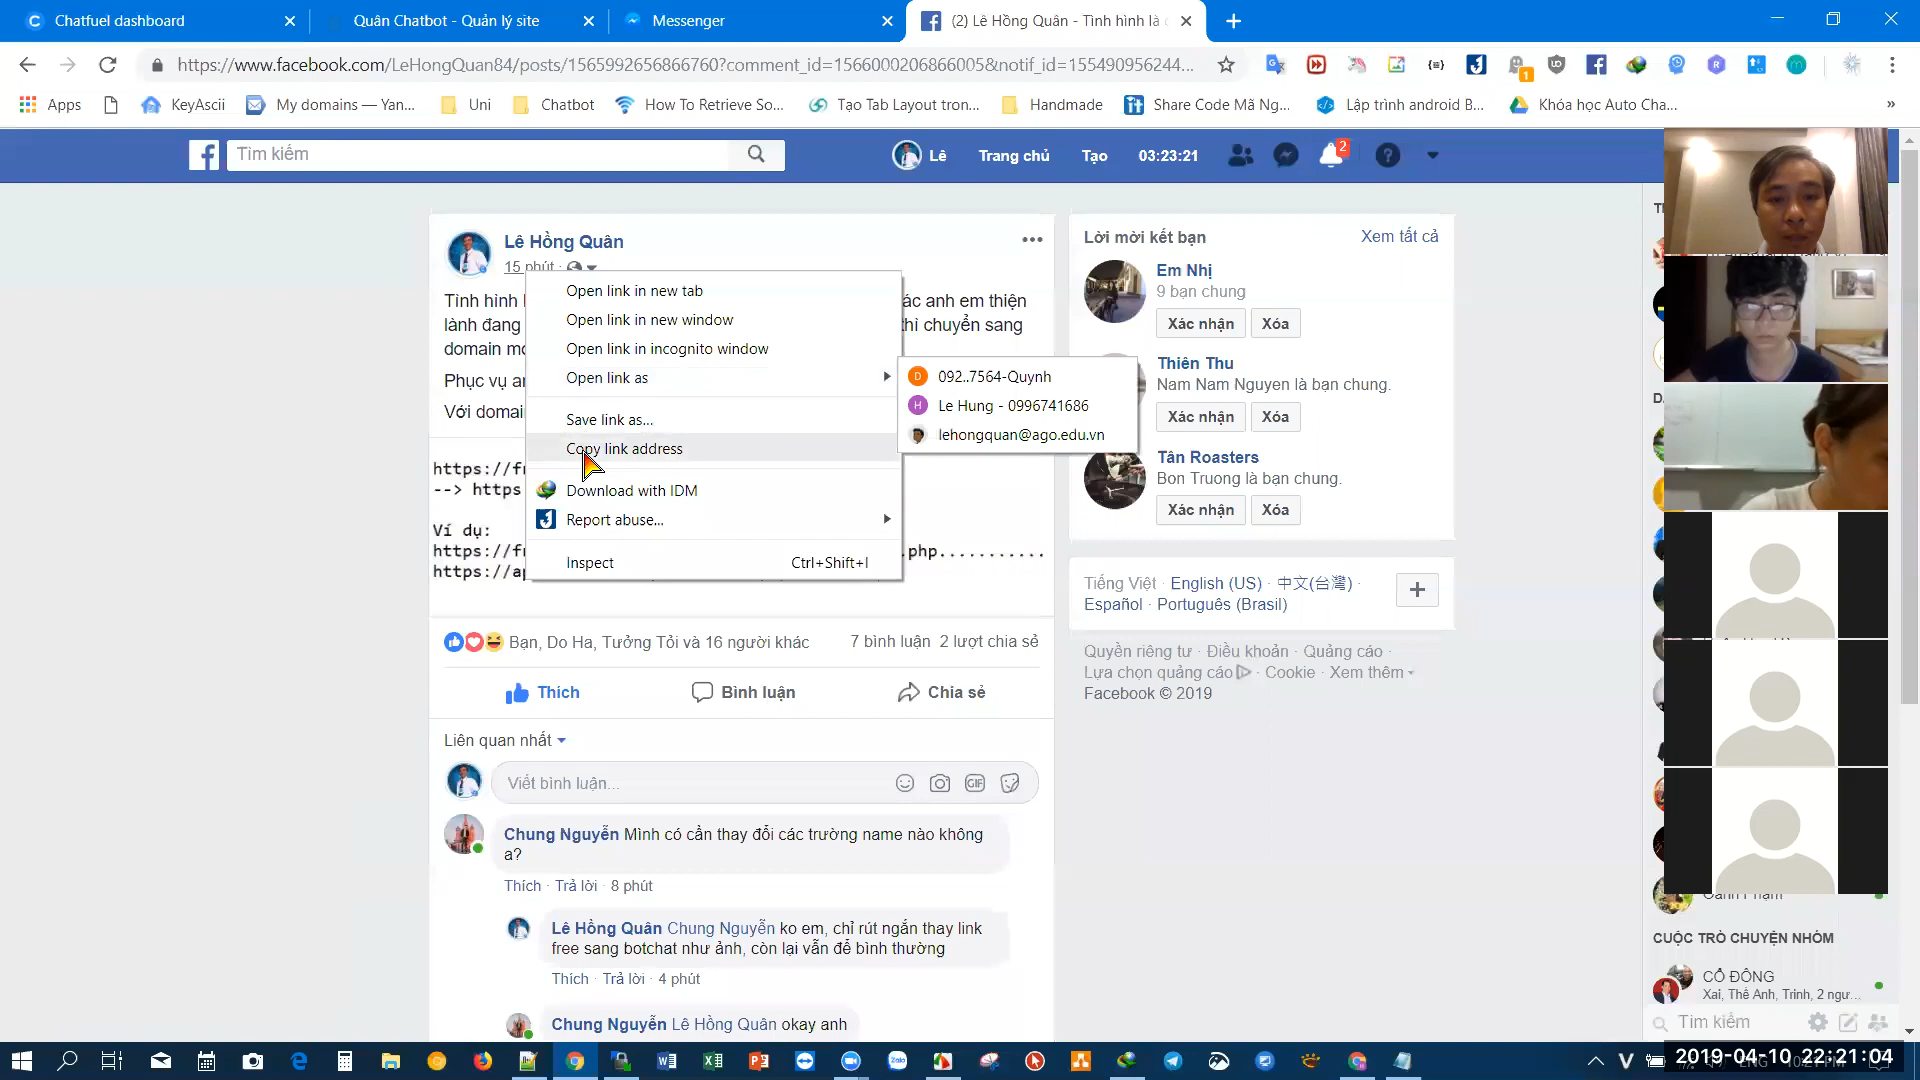 Chatfuel dashboard
Quân Chatbot - Quản lý site
Messenger
(2) Lê Hồng Quân - Tình hình là
https://www.facebook.com/LeHongQuan84/posts/1565992656866760?comment_id=1566000206866005&notif_id=155490956244...
Apps
KeyAscii
My domains — Yan...
Uni
Chatbot
How To Retrieve So...
Tạo Tab Layout tron...
Handmade
Share Code Mã Ng...
Lập trình android B...
Khóa học Auto Cha...
»
Tìm kiếm
Lê
Trang chủ
Tạo
03:23:21
2
Lê Hồng Quân
15 phút
Tình hình
ác anh em thiện
lành đang
thì chuyển sang
domain
Phục vụ
Với domai
https://f
--> https
Ví dụ:
https://f
.php...........
https://a
Open link in new tab
Open link in new window
Open link in incognito window
Open link as
Save link as...
Copy link address
Download with IDM
Report abuse...
Inspect Ctrl+Shift+I
092..7564-Quynh
Le Hung - 0996741686
lehongquan@ago.edu.vn
Bạn, Do Ha, Tưởng Tỏi và 16 người khác
7 bình luận 2 lượt chia sẻ
Thích
Bình luận
Chia sẻ
Liên quan nhất
Viết bình luận...
GIF
Chung Nguyễn Mình có cần thay đổi các trường name nào không
a?
Thích · Trả lời · 8 phút
Lê Hồng Quân Chung Nguyễn ko em, chỉ rút ngắn thay link
free sang botchat như ảnh, còn lại vẫn để bình thường
Thích · Trả lời · 4 phút
Chung Nguyễn Lê Hồng Quân okay anh
Lời mời kết bạn
Xem tất cả
Em Nhị
9 bạn chung
Xác nhận Xóa
Thiên Thu
Nam Nam Nguyen là bạn chung.
Xác nhận Xóa
Tân Roasters
Bon Truong là bạn chung.
Xác nhận Xóa
Tiếng Việt · English (US) · 中文(台灣) ·
Español · Português (Brasil)
Quyền riêng tư · Điều khoản · Quảng cáo ·
Lựa chọn quảng cáo · Cookie · Xem thêm
Facebook © 2019
CUỘC TRÒ CHUYỆN NHÓM
CỔ ĐÔNG
Xai, Thế Anh, Trinh, 2 ngư...
Tìm kiếm
2019-04-10 22:21:04